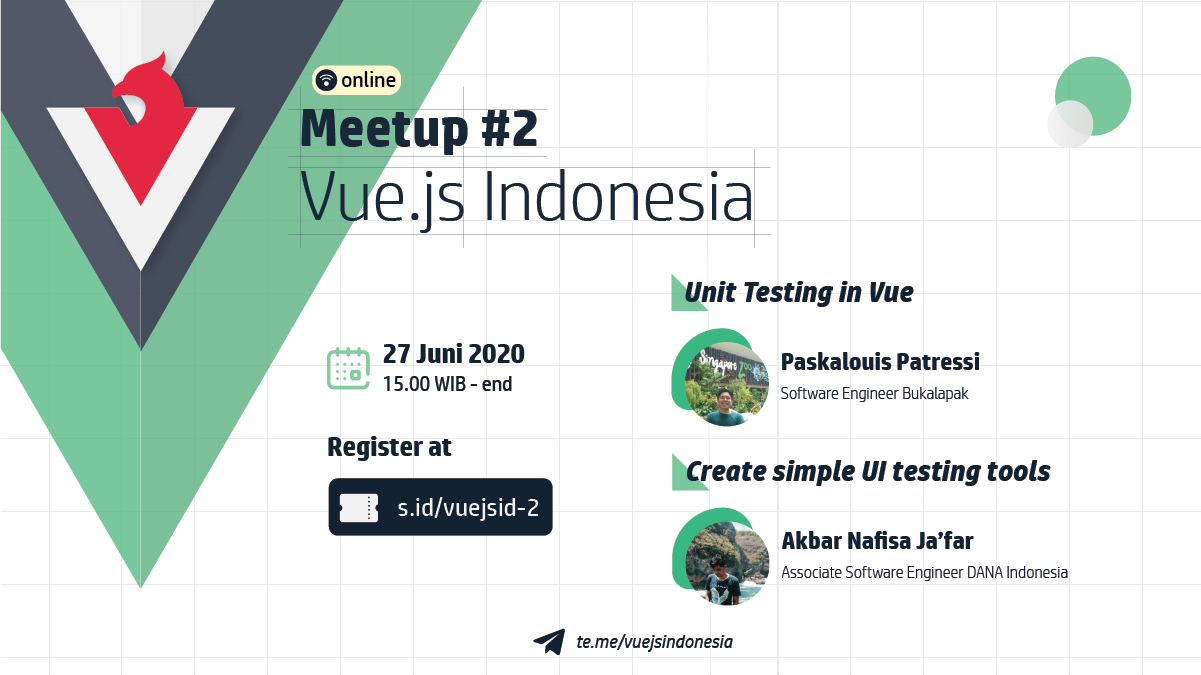 online
Meetup #2
Vue.js Indonesia
27 Juni 2020
15.00 WIB - end
Register at
s.id/vuejsid-2
Unit Testing in Vue
Singapore
Paskalouis Patressi
Software Engineer Bukalapak
Create simple UI testing tools
Akbar Nafisa Ja’far
Associate Software Engineer DANA Indonesia
te.me/vuejsindonesia